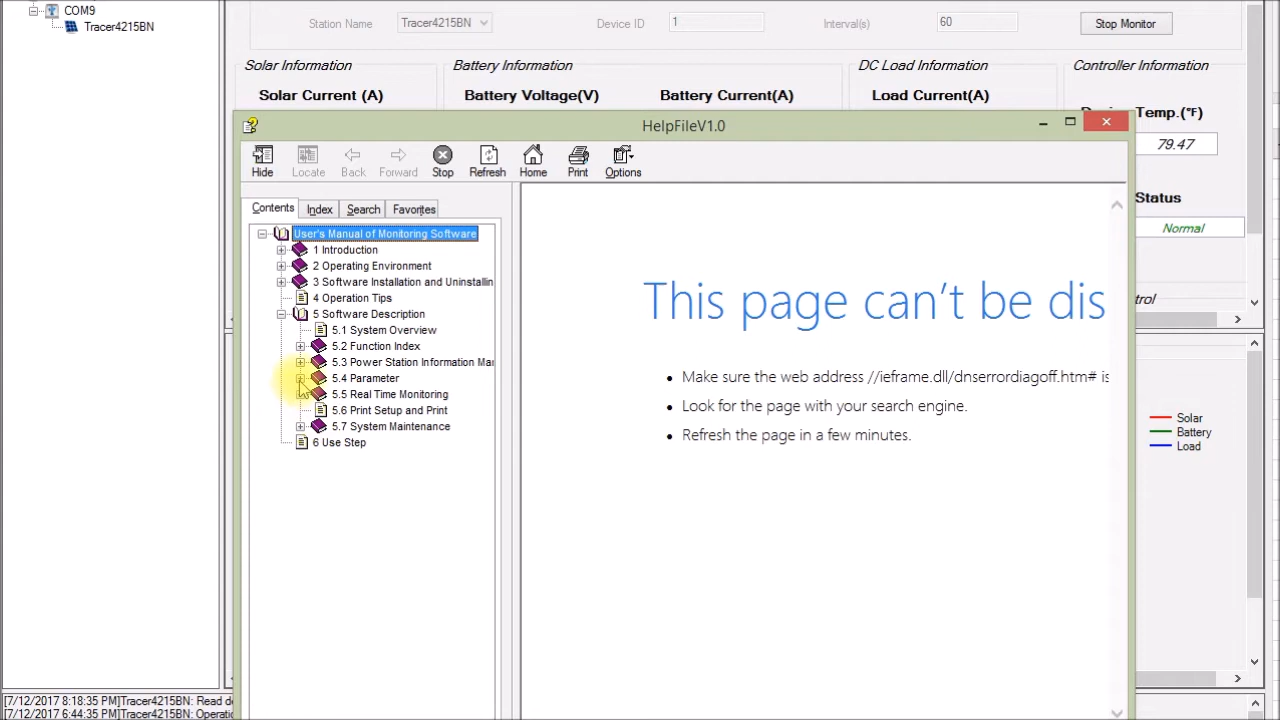 COM9
Tracer4215BN
Station Name
Tracer4215BN
Device ID
1
Interval(s)
60
Stop Monitor
Solar Information
Battery Information
DC Load Information
Controller Information
Solar Current (A)
Battery Voltage(V)
Battery Current(A)
Load Current(A)
Temp.(°F)
79.47
Status
Normal
HelpFileV1.0
Hide
Locate
Back
Forward
Stop
Refresh
Home
Print
Options
Contents
Index
Search
Favorites
User's Manual of Monitoring Software
1 Introduction
2 Operating Environment
3 Software Installation and Uninstallin
4 Operation Tips
5 Software Description
5.1 System Overview
5.2 Function Index
5.3 Power Station Information Mar
5.4 Parameter
5.5 Real Time Monitoring
5.6 Print Setup and Print
5.7 System Maintenance
6 Use Step
This page can't be dis
Make sure the web address //ieframe.dll/dnserrordiagoff.htm# is
Look for the page with your search engine.
Refresh the page in a few minutes.
Solar
Battery
Load
[7/12/2017 8:18:35 PM]Tracer4215BN: Read de
[7/12/2017 6:44:35 PM]Tracer4215BN: Operatio